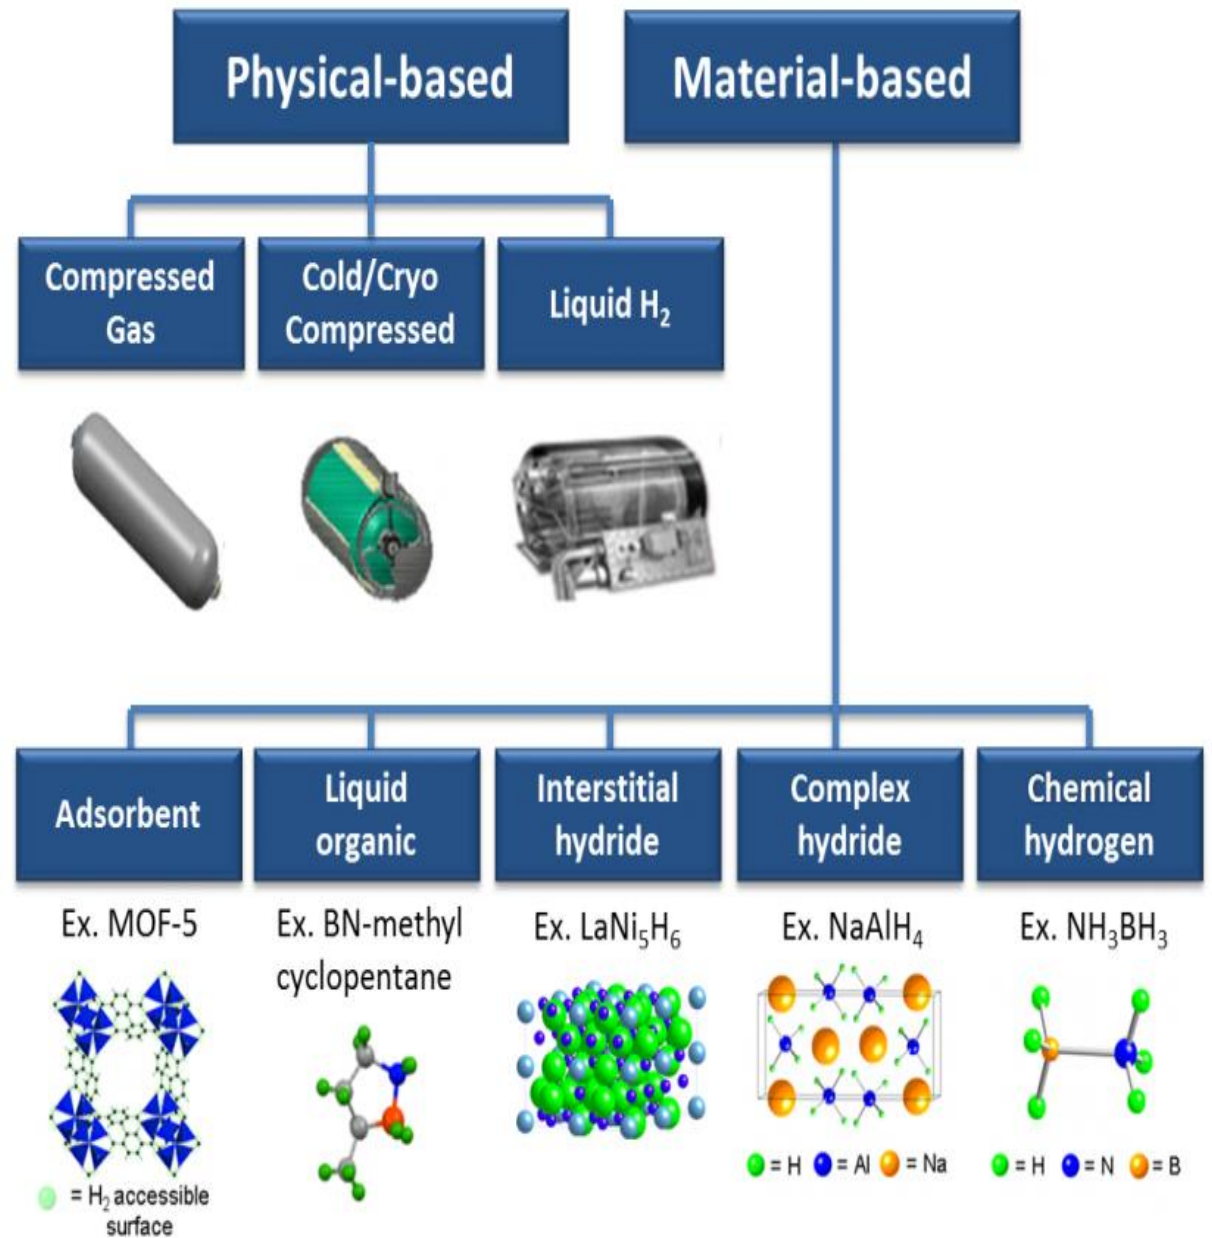 Physical-based
Material-based
Compressed
Gas
Cold/Cryo
Compressed
Liquid H₂
Adsorbent
Liquid
organic
Interstitial
hydride
Complex
hydride
Chemical
hydrogen
Ex. MOF-5
Ex. BN-methyl
cyclopentane
Ex. LaNi₅H₆
Ex. NaAlH₄
Ex. NH₃BH₃
= H₂ accessible
surface
= H = Al = Na
= H = N = B